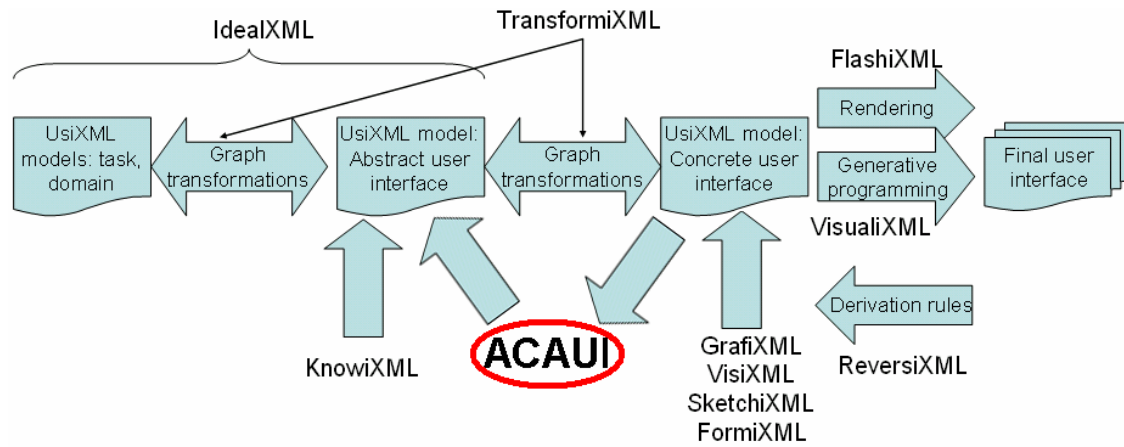 IdealXML
TransformiXML
FlashiXML
UsiXML
models: task,
domain
Graph
transformations
UsiXML model:
Abstract user
interface
Graph
transformations
UsiXML model:
Concrete user
interface
Rendering
Generative
programming
VisualiXML
Final user
interface
KnowiXML
ACAUI
GrafiXML
VisiXML
SketchiXML
FormiXML
Derivation rules
ReversiXML